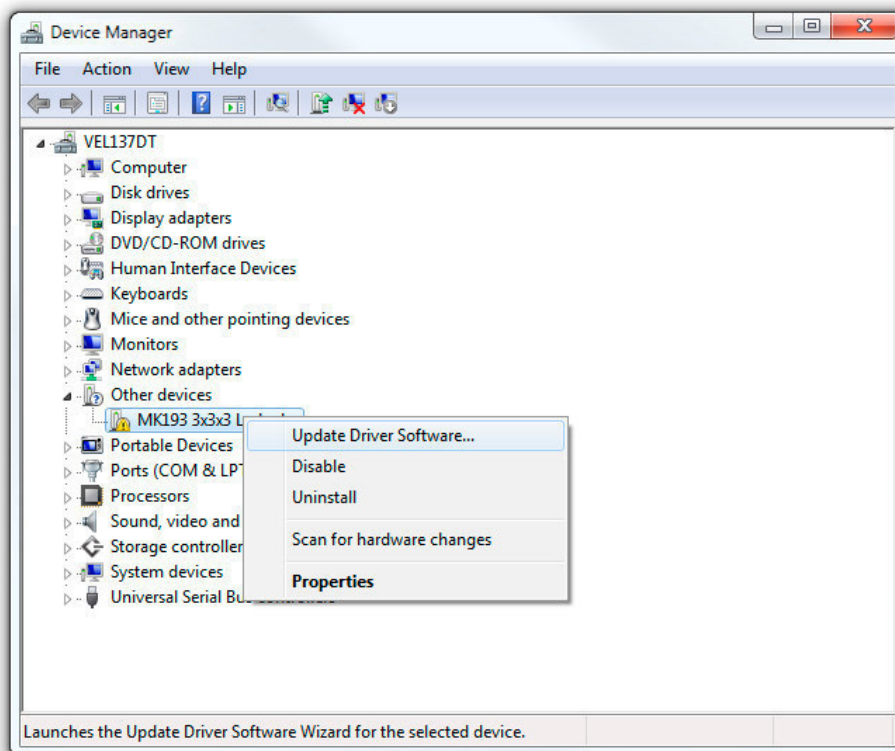 Device Manager
File Action View Help
VEL137DT
Computer
Disk drives
Display adapters
DVD/CD-ROM drives
Human Interface Devices
Keyboards
Mice and other pointing devices
Monitors
Network adapters
Other devices
MK193 3x3x3
Portable Devices
Ports (COM &
Processors
Sound, video and
Storage
System devices
Universal Serial
Update Driver Software...
Disable
Uninstall
Scan for hardware changes
Properties
Launches the Update Driver Software Wizard for the selected device.